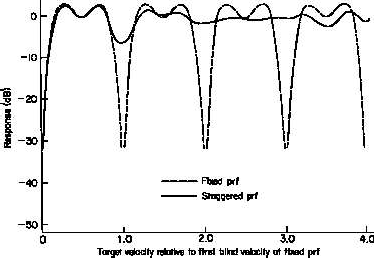 0
−10
−20
−30
−40
−50
Response (dB)
Fixed prf
Staggered prf
0
1.0
2.0
3.0
4.0
Target velocity relative to first blind velocity of fixed prf